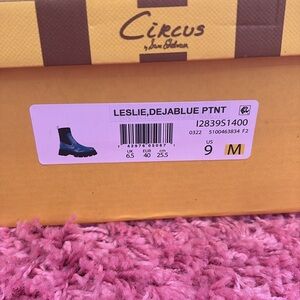 Circus
by Sam Edelman
LESLIE,DEJABLUE PTNT
I2839S1400
0322 S100463834 F2
UK EUR cm
6.5 40 25.5
US
9 M